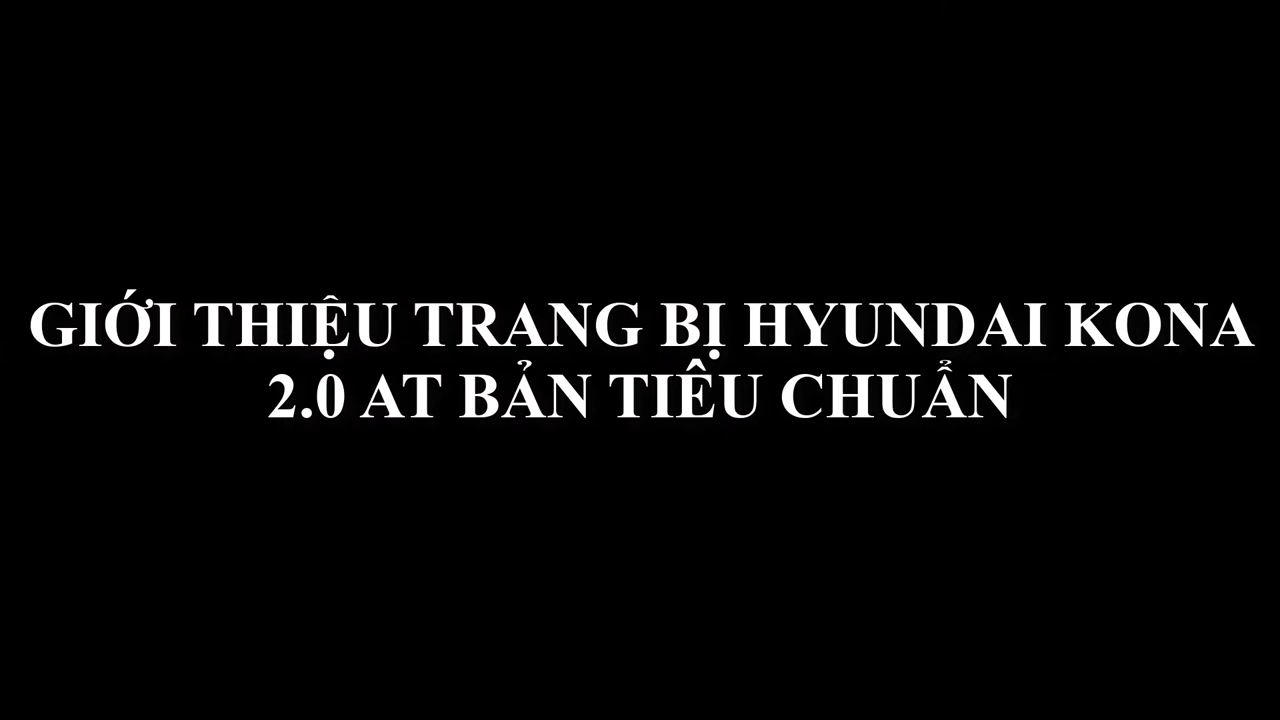 GIỚI THIỆU TRANG BỊ HYUNDAI KONA
2.0 AT BẢN TIÊU CHUẨN